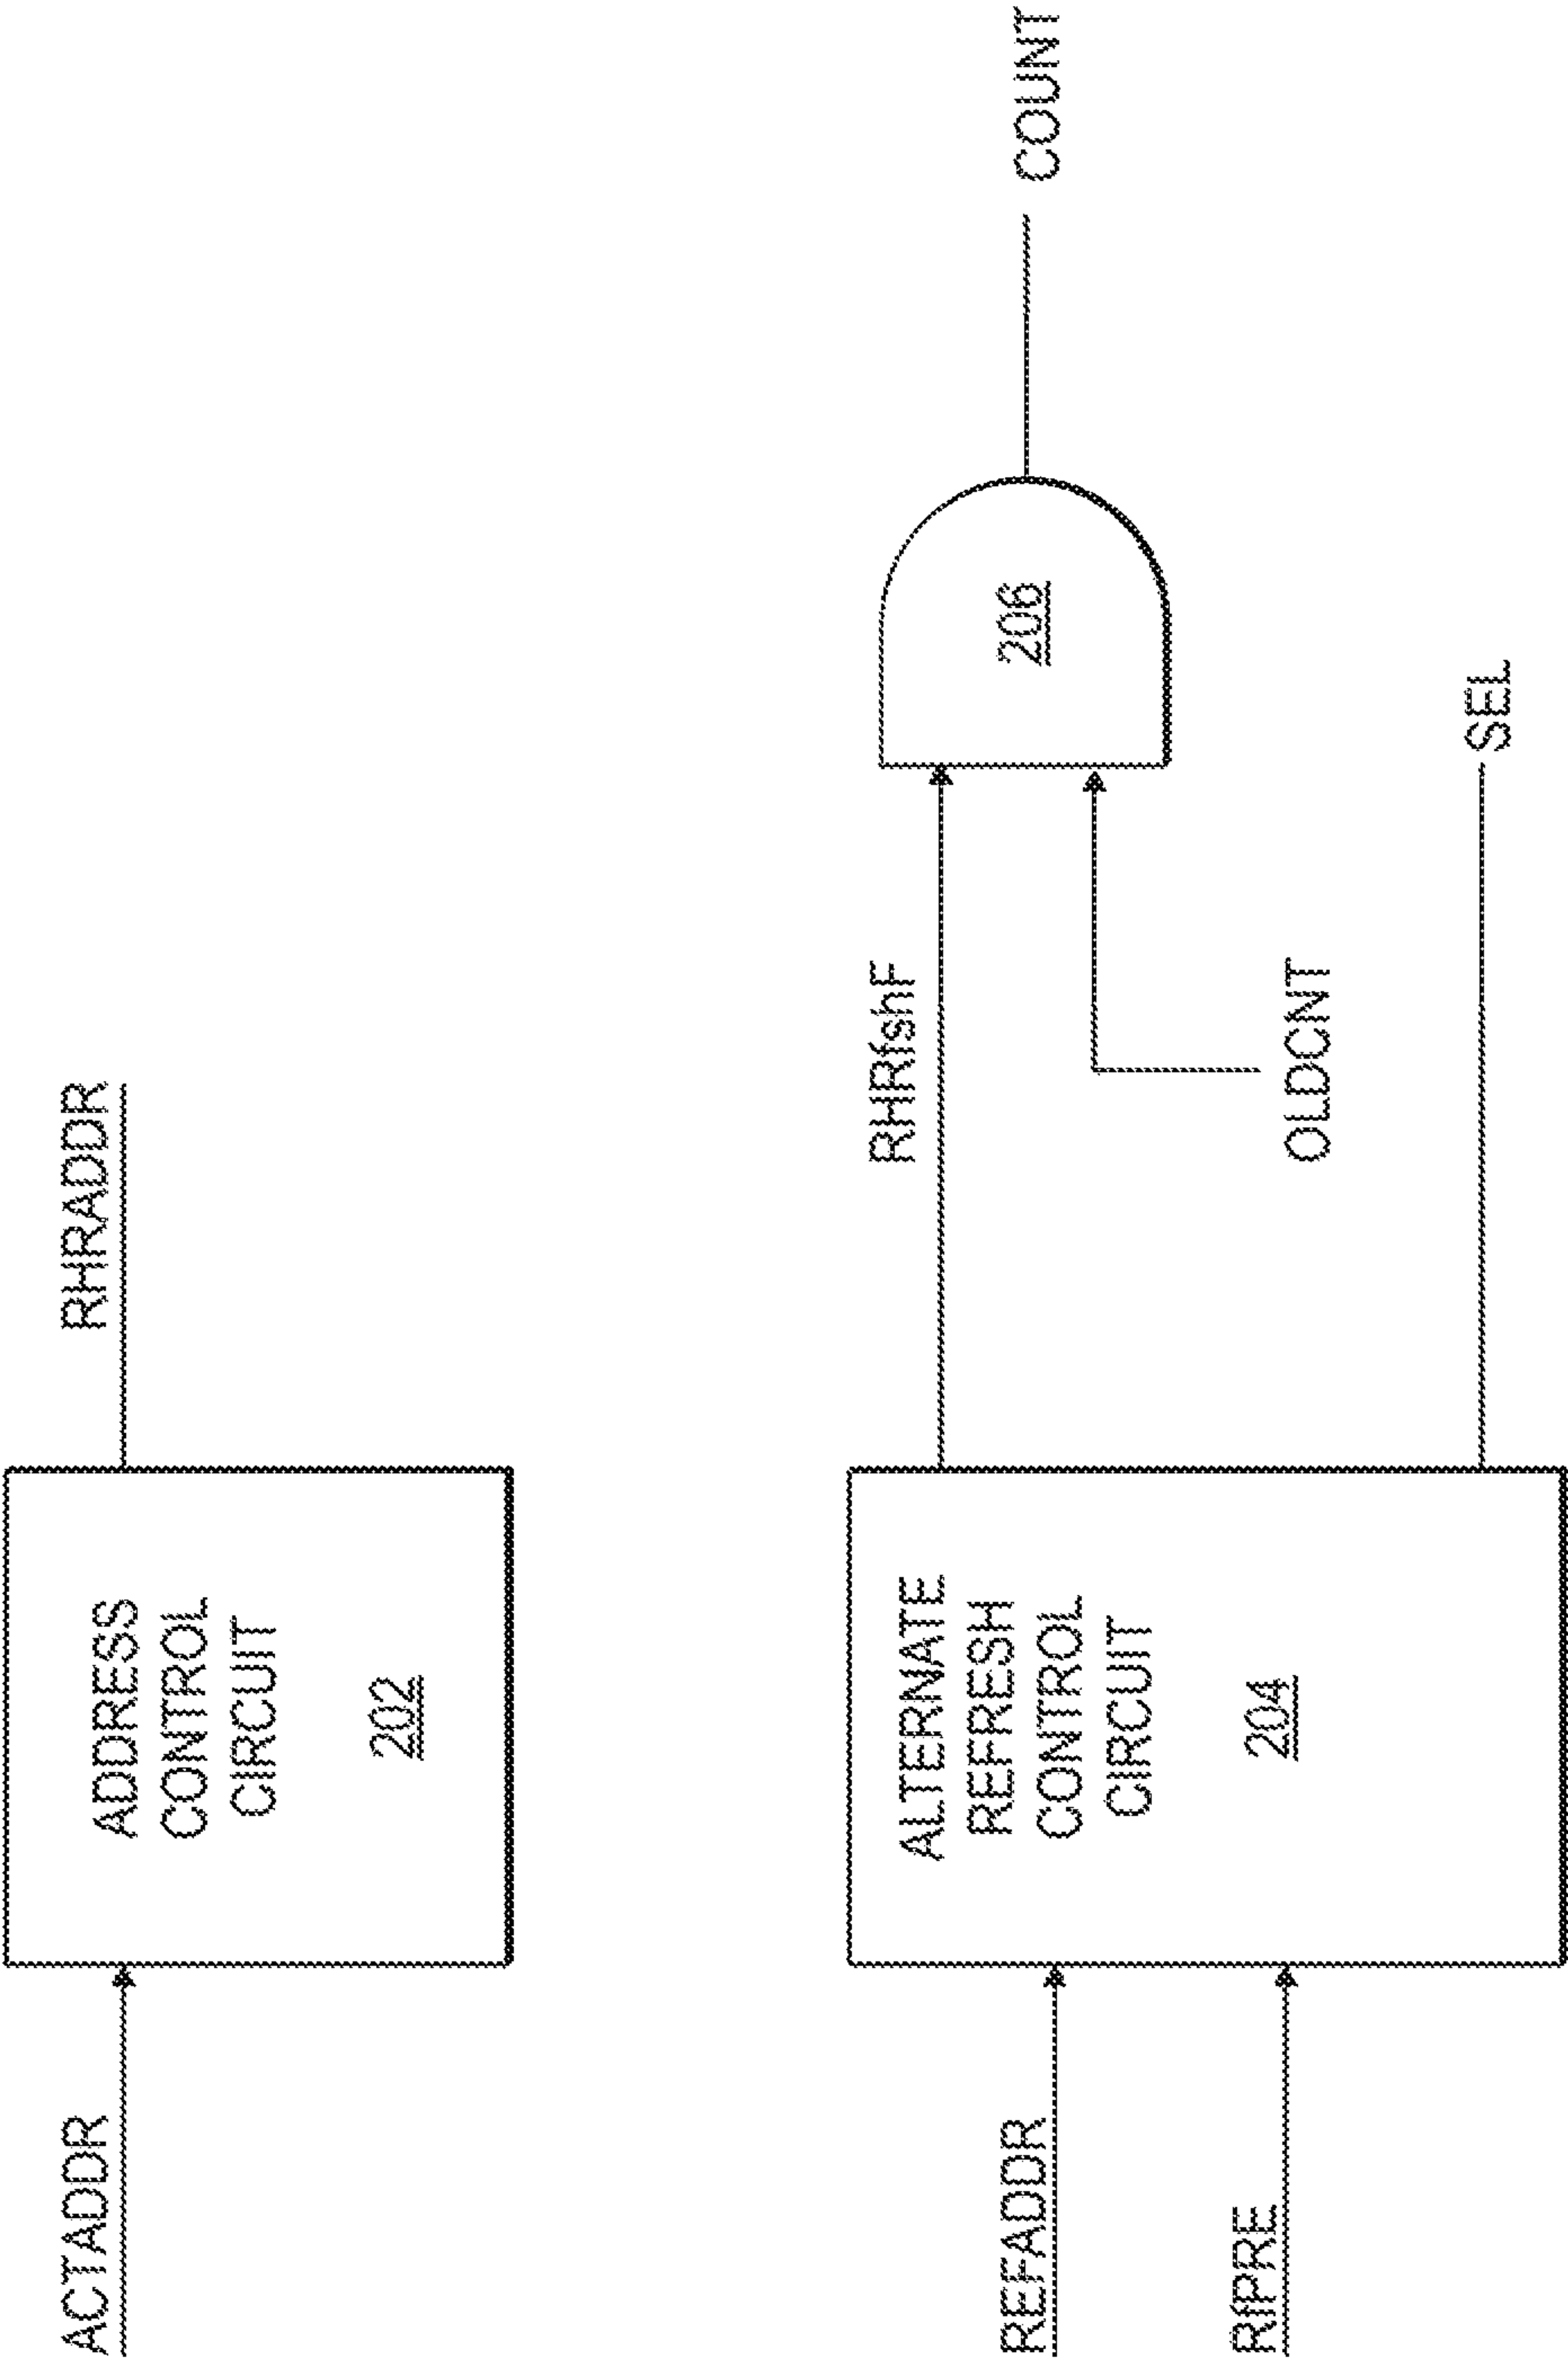 ACTADDR
ADDRESS
CONTROL
CIRCUIT
202
RHRADDR
REFADDR
RfPRE
ALTERNATE
REFRESH
CONTROL
CIRCUIT
204
RHRfshF
OLDCNT
206
COUNT
SEL